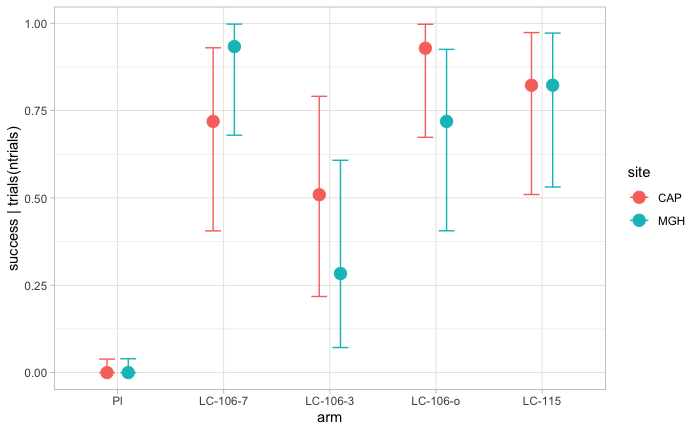 success | trials(ntrials)
1.00
0.75
0.50
0.25
0.00
Pl LC-106-7 LC-106-3 LC-106-o LC-115
arm
site
CAP
MGH